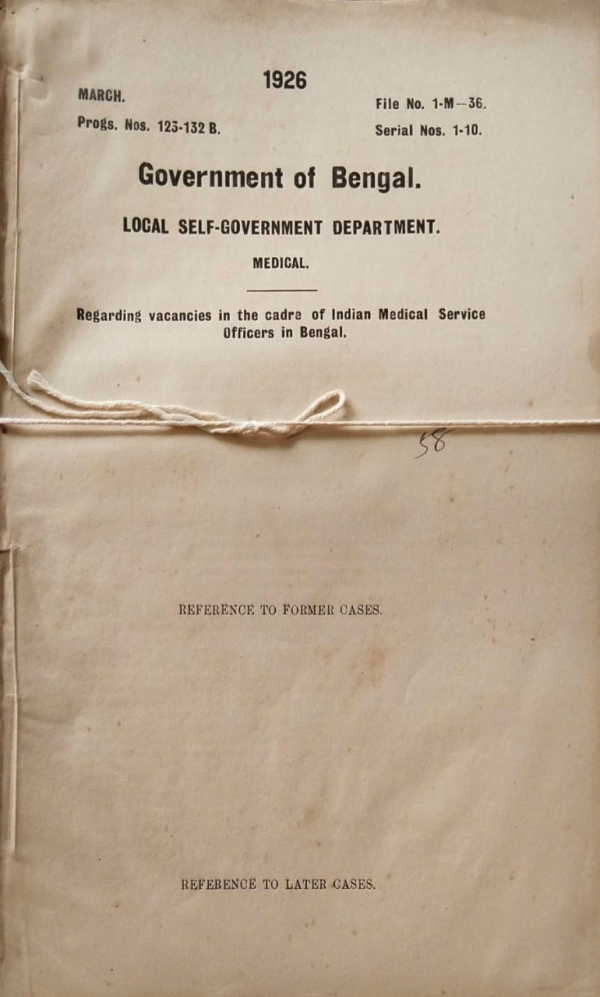 1926
MARCH.
File No. 1-M-36.
Progs. Nos. 123-132 B.
Serial Nos. 1-10.
Government of Bengal.
LOCAL SELF-GOVERNMENT DEPARTMENT.
MEDICAL.
Regarding vacancies in the cadre of Indian Medical Service
Officers in Bengal.
58
REFERENCE TO FORMER CASES.
REFERENCE TO LATER CASES.